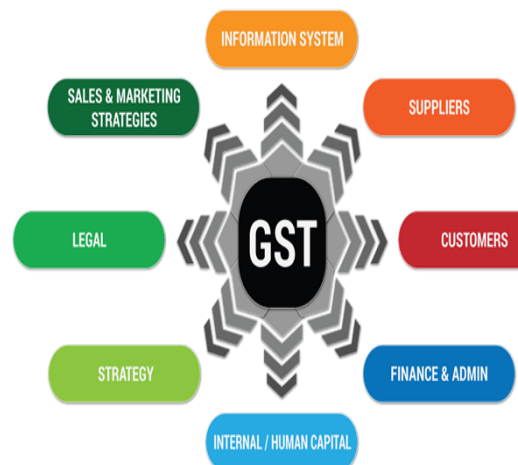 INFORMATION SYSTEM
SALES & MARKETING
STRATEGIES
SUPPLIERS
LEGAL
GST
CUSTOMERS
STRATEGY
FINANCE & ADMIN
INTERNAL / HUMAN CAPITAL